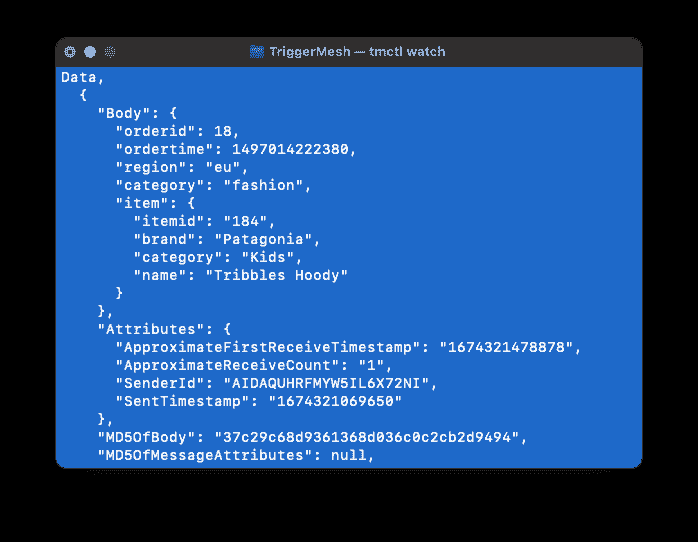 TriggerMesh — tmctl watch
Data,
{
"Body": {
"orderid": 18,
"ordertime": 1497014222380,
"region": "eu",
"category": "fashion",
"item": {
"itemid": "184",
"brand": "Patagonia",
"category": "Kids",
"name": "Tribbles Hoody"
}
},
"Attributes": {
"ApproximateFirstReceiveTimestamp": "1674321478878",
"ApproximateReceiveCount": "1",
"SenderId": "AIDAQUHRFMYW5IL6X72NI",
"SentTimestamp": "1674321069650"
},
"MD5OfBody": "37c29c68d9361368d036c0c2cb2d9494",
"MD5OfMessageAttributes": null,